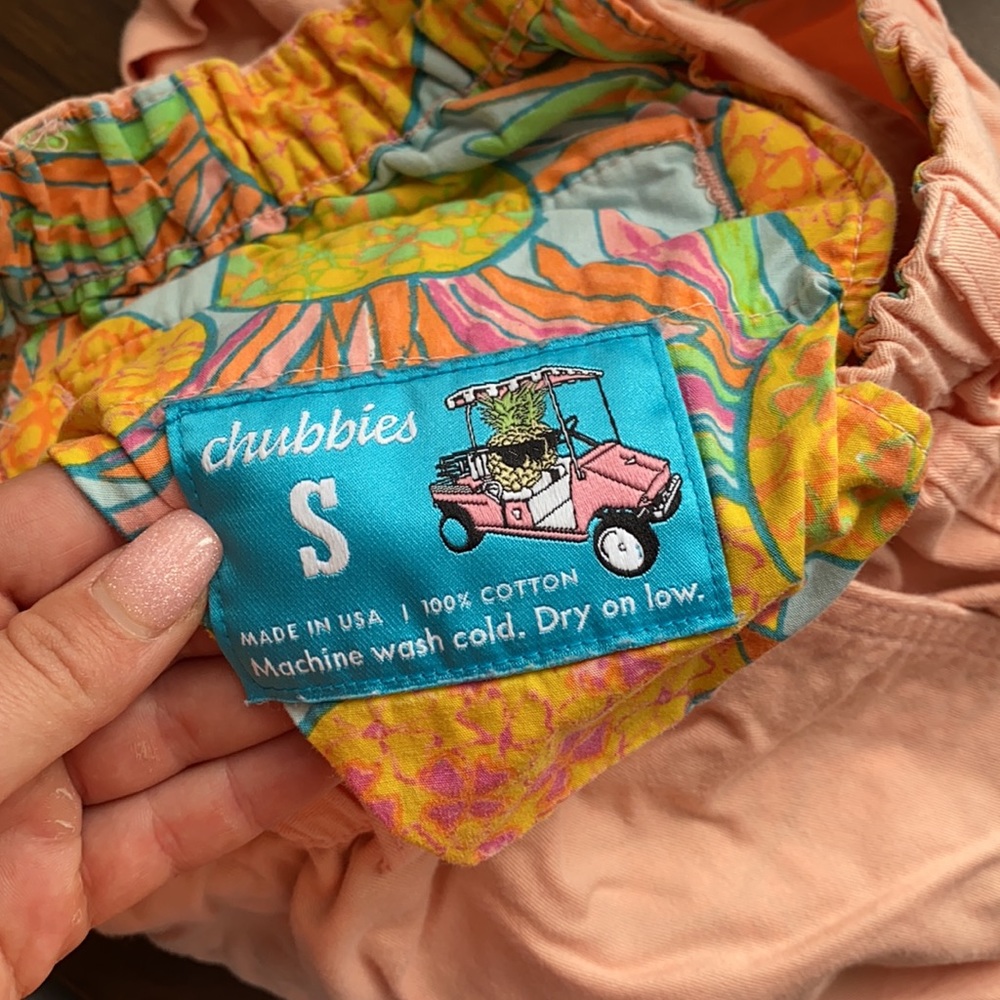 chubbies
S
MADE IN USA | 100% COTTON
Machine wash cold. Dry on low.